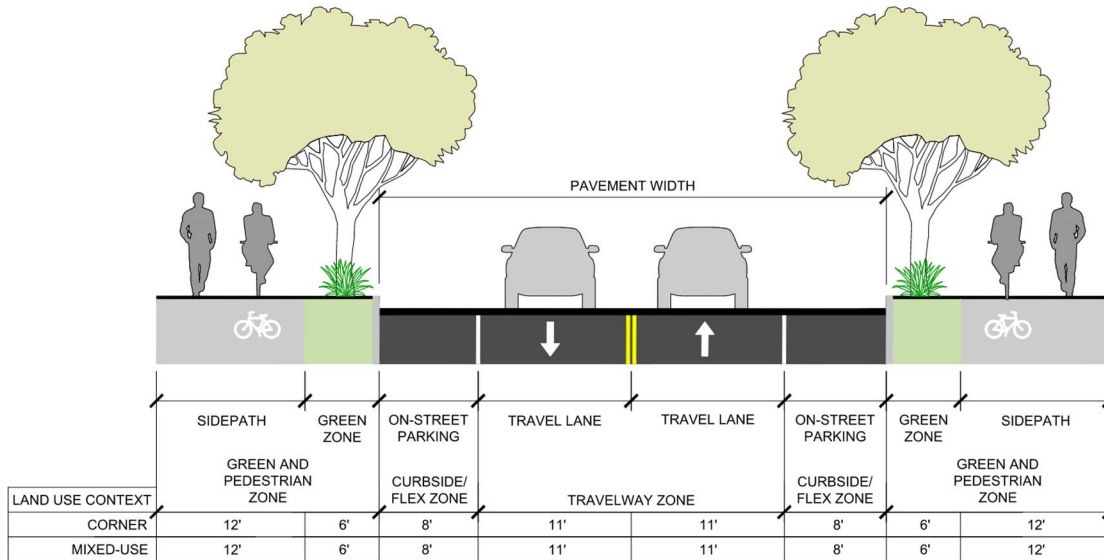 PAVEMENT WIDTH
SIDEPATH
GREEN
ZONE
ON-STREET
PARKING
TRAVEL LANE
TRAVEL LANE
ON-STREET
PARKING
GREEN
ZONE
SIDEPATH
GREEN AND
PEDESTRIAN
ZONE
CURBSIDE/
FLEX ZONE
TRAVELWAY ZONE
CURBSIDE/
FLEX ZONE
GREEN AND
PEDESTRIAN
ZONE
LAND USE CONTEXT
CORNER 12' 6' 8' 11' 11' 8' 6' 12'
MIXED-USE 12' 6' 8' 11' 11' 8' 6' 12'